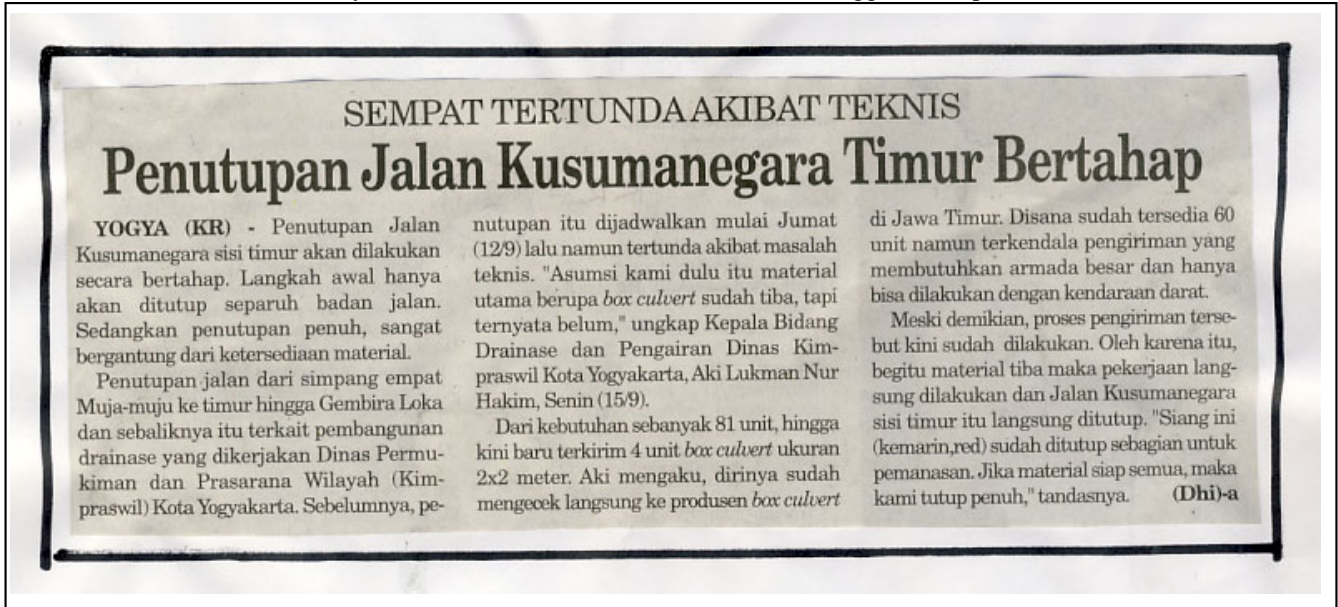 SEMPAT TERTUNDA AKIBAT TEKNIS
Penutupan Jalan Kusumanegara Timur Bertahap
YOGYA (KR) - Penutupan Jalan
Kusumanegara sisi timur akan dilakukan
secara bertahap. Langkah awal hanya
akan ditutup separuh badan jalan.
Sedangkan penutupan penuh, sangat
bergantung dari ketersediaan material.
Penutupan jalan dari simpang empat
Muja-muju ke timur hingga Gembira Loka
dan sebaliknya itu terkait pembangunan
drainase yang dikerjakan Dinas Permu-
kiman dan Prasarana Wilayah (Kim-
praswil) Kota Yogyakarta. Sebelumnya, pe-
nutupan itu dijadwalkan mulai Jumat
(12/9) lalu namun tertunda akibat masalah
teknis. "Asumsi kami dulu itu material
utama berupa box culvert sudah tiba, tapi
ternyata belum," ungkap Kepala Bidang
Drainase dan Pengairan Dinas Kim-
praswil Kota Yogyakarta, Aki Lukman Nur
Hakim, Senin (15/9).
Dari kebutuhan sebanyak 81 unit, hingga
kini baru terkirim 4 unit box culvert ukuran
2x2 meter. Aki mengaku, dirinya sudah
mengecek langsung ke produsen box culvert
di Jawa Timur. Disana sudah tersedia 60
unit namun terkendala pengiriman yang
membutuhkan armada besar dan hanya
bisa dilakukan dengan kendaraan darat.
Meski demikian, proses pengiriman terse-
but kini sudah dilakukan. Oleh karena itu,
begitu material tiba maka pekerjaan lang-
sung dilakukan dan Jalan Kusumanegara
sisi timur itu langsung ditutup. "Siang ini
(kemarin,red) sudah ditutup sebagian untuk
pemanasan. Jika material siap semua, maka
kami tutup penuh," tandasnya. (Dhi)-a